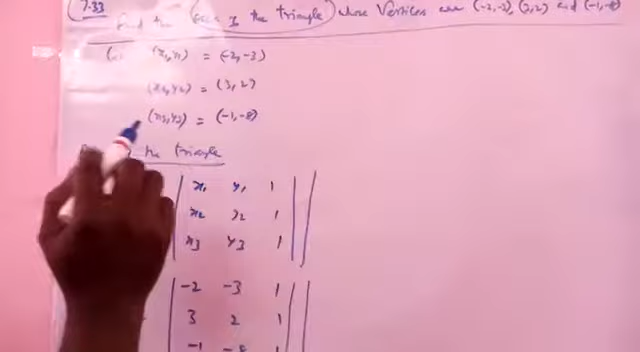 7.33 Find the area of the triangle whose Vertices are (-2,-3), (3,2) and (-1,-8)
(x₁,y₁) = (-2,-3)
(x₂,y₂) = (3,2)
(x₃,y₃) = (-1,-8)
the triangle
x₁ y₁ 1
x₂ y₂ 1
x₃ y₃ 1
-2 -3 1
3 2 1
-1 -8 1